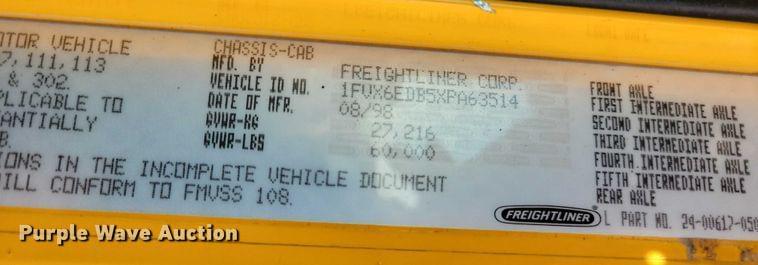 OTOR VEHICLE
7, 111, 113
& 302.
PLICABLE TO
ANTIALLY
B.
IONS IN THE INCOMPLETE VEHICLE DOCUMENT
ILL CONFORM TO FMVSS 108.
CHASSIS-CAB
MFD. BY FREIGHTLINER CORP.
VEHICLE ID NO. 1FVX6EDB5XPA63514
DATE OF MFR. 08/98
GVWR-KG 27,216
GVWR-LBS 60,000
FRONT AXLE
FIRST INTERMEDIATE AXLE
SECOND INTERMEDIATE AXLE
THIRD INTERMEDIATE AXLE
FOURTH INTERMEDIATE AXLE
FIFTH INTERMEDIATE AXLE
REAR AXLE
FREIGHTLINER
L PART NO. 24-00617-050
Purple Wave Auction